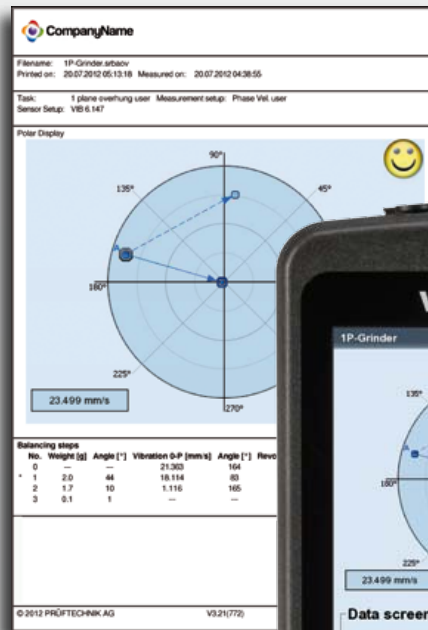 CompanyName
Filename: 1P-Grinder.srbaov
Printed on: 20.07.2012 05:13:18 Measured on: 20.07.2012 04:38:55
Task: 1 plane overhung user Measurement setup: Phase Vel. user
Sensor Setup: VIB 6.147
Polar Display
90°
135°
45°
A
180°
225°
270°
23.499 mm/s
Balancing steps
No. Weight [g] Angle [°] Vibration 0-P [mm/s] Angle [°] Revo
0 — — 21.363 164
* 1 2.0 44 18.114 83
2 1.7 10 1.116 165
3 0.1 1 — —
© 2012 PRÜFTECHNIK AG V3.21(772)
V
1P-Grinder
135°
A
180°
225°
23.499 mm/s
Data screen